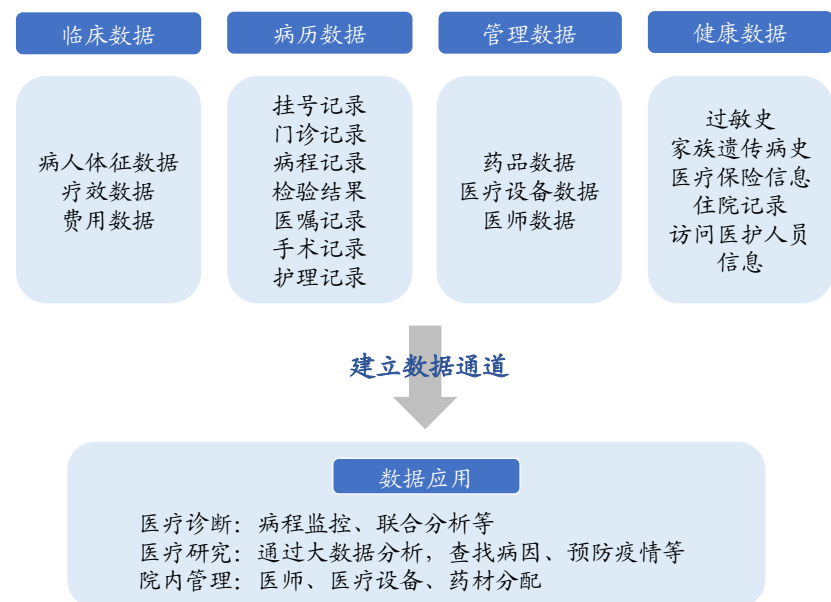 临床数据
病人体征数据
疗效数据
费用数据
病历数据
挂号记录
门诊记录
病程记录
检验结果
医嘱记录
手术记录
护理记录
管理数据
药品数据
医疗设备数据
医师数据
健康数据
过敏史
家族遗传病史
医疗保险信息
住院记录
访问医护人员
信息
建立数据通道
数据应用
医疗诊断：病程监控、联合分析等
医疗研究：通过大数据分析，查找病因、预防疫情等
院内管理：医师、医疗设备、药材分配